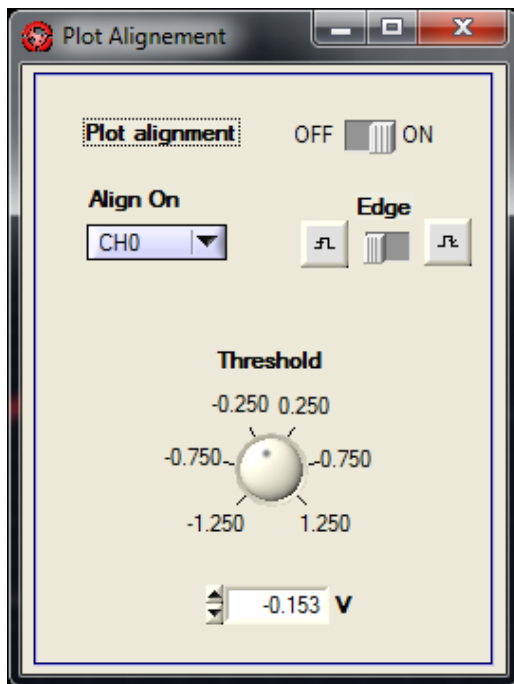 Plot Alignement
Plot alignment OFF ON
Align On
Edge
CH0
Threshold
-0.250 0.250
-0.750 -0.750
-1.250 1.250
-0.153 V